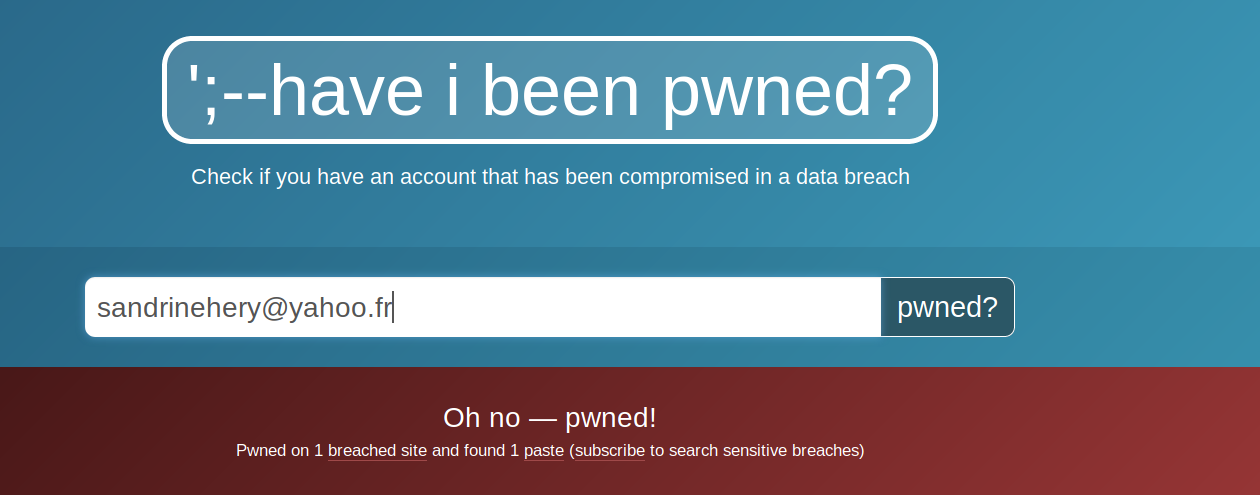 ';--have i been pwned?
Check if you have an account that has been compromised in a data breach
sandrinehery@yahoo.fr
pwned?
Oh no — pwned!
Pwned on 1 breached site and found 1 paste (subscribe to search sensitive breaches)